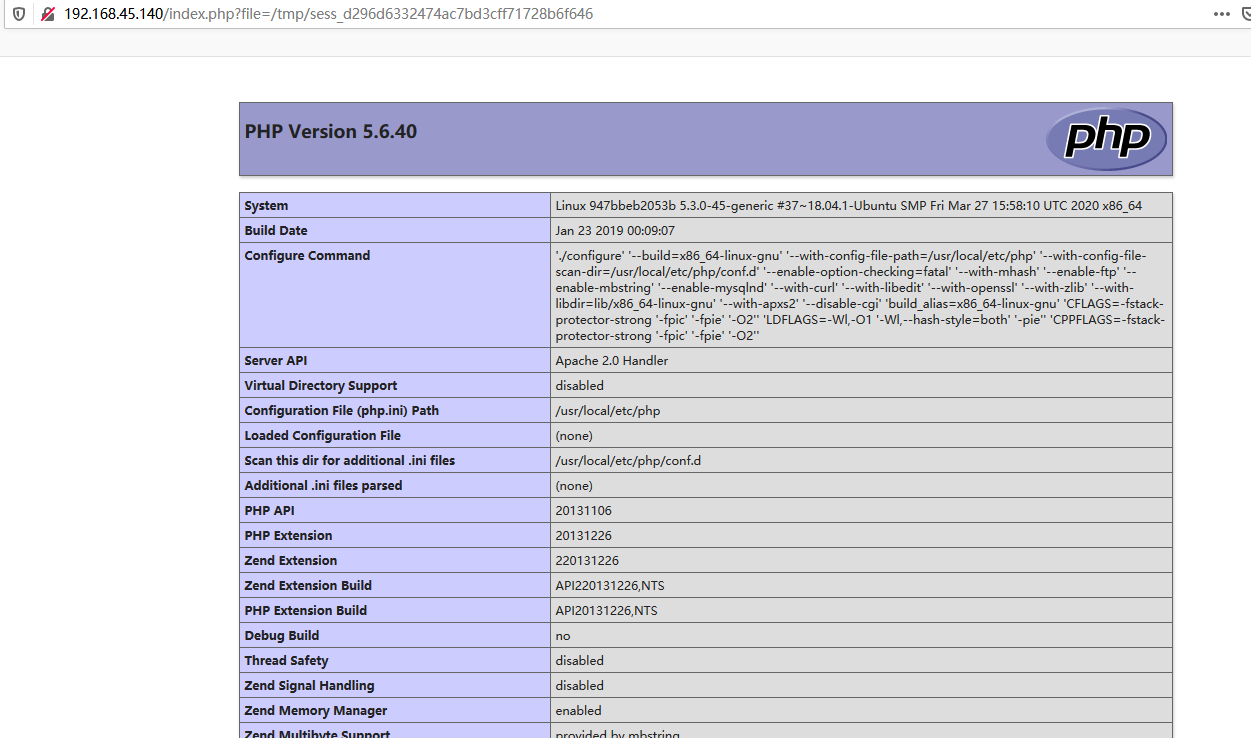 192.168.45.140/index.php?file=/tmp/sess_d296d6332474ac7bd3cff71728b6f646
PHP Version 5.6.40
php
System Linux 947bbeb2053b 5.3.0-45-generic #37~18.04.1-Ubuntu SMP Fri Mar 27 15:58:10 UTC 2020 x86_64
Build Date Jan 23 2019 00:09:07
Configure Command './configure' '--build=x86_64-linux-gnu' '--with-config-file-path=/usr/local/etc/php' '--with-config-file-
scan-dir=/usr/local/etc/php/conf.d' '--enable-option-checking=fatal' '--with-mhash' '--enable-ftp' '--
enable-mbstring' '--enable-mysqlnd' '--with-curl' '--with-libedit' '--with-openssl' '--with-zlib' '--with-
libdir=lib/x86_64-linux-gnu' '--with-apxs2' '--disable-cgi' 'build_alias=x86_64-linux-gnu' 'CFLAGS=-fstack-
protector-strong '-fpic' '-fpie' '-O2'' 'LDFLAGS=-Wl,-O1 '-Wl,--hash-style=both' '-pie'' 'CPPFLAGS=-fstack-
protector-strong '-fpic' '-fpie' '-O2''
Server API Apache 2.0 Handler
Virtual Directory Support disabled
Configuration File (php.ini) Path /usr/local/etc/php
Loaded Configuration File (none)
Scan this dir for additional .ini files /usr/local/etc/php/conf.d
Additional .ini files parsed (none)
PHP API 20131106
PHP Extension 20131226
Zend Extension 220131226
Zend Extension Build API220131226,NTS
PHP Extension Build API20131226,NTS
Debug Build no
Thread Safety disabled
Zend Signal Handling disabled
Zend Memory Manager enabled
Zend Multibyte Support provided by mbstring